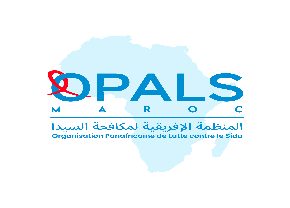 OPALS
MAROC
المنظمة الإفريقية لمكافحة السيدا
Organisation Panafricaine de Lutte contre le Sida